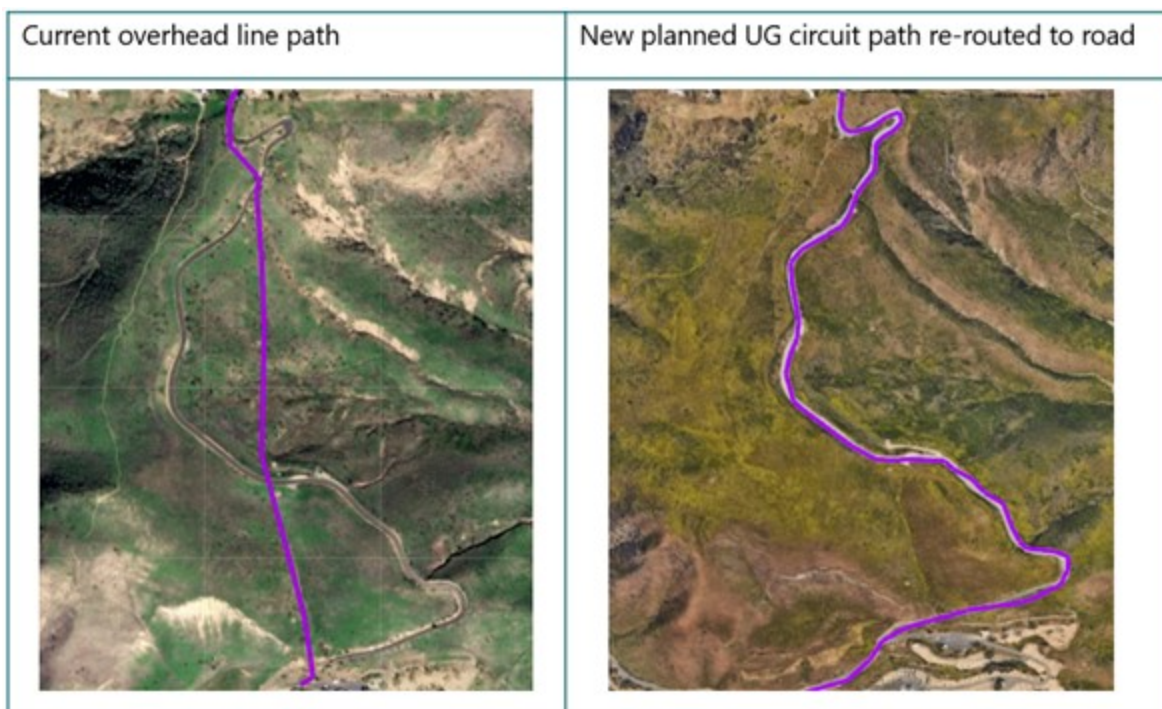 Current overhead line path
New planned UG circuit path re-routed to road